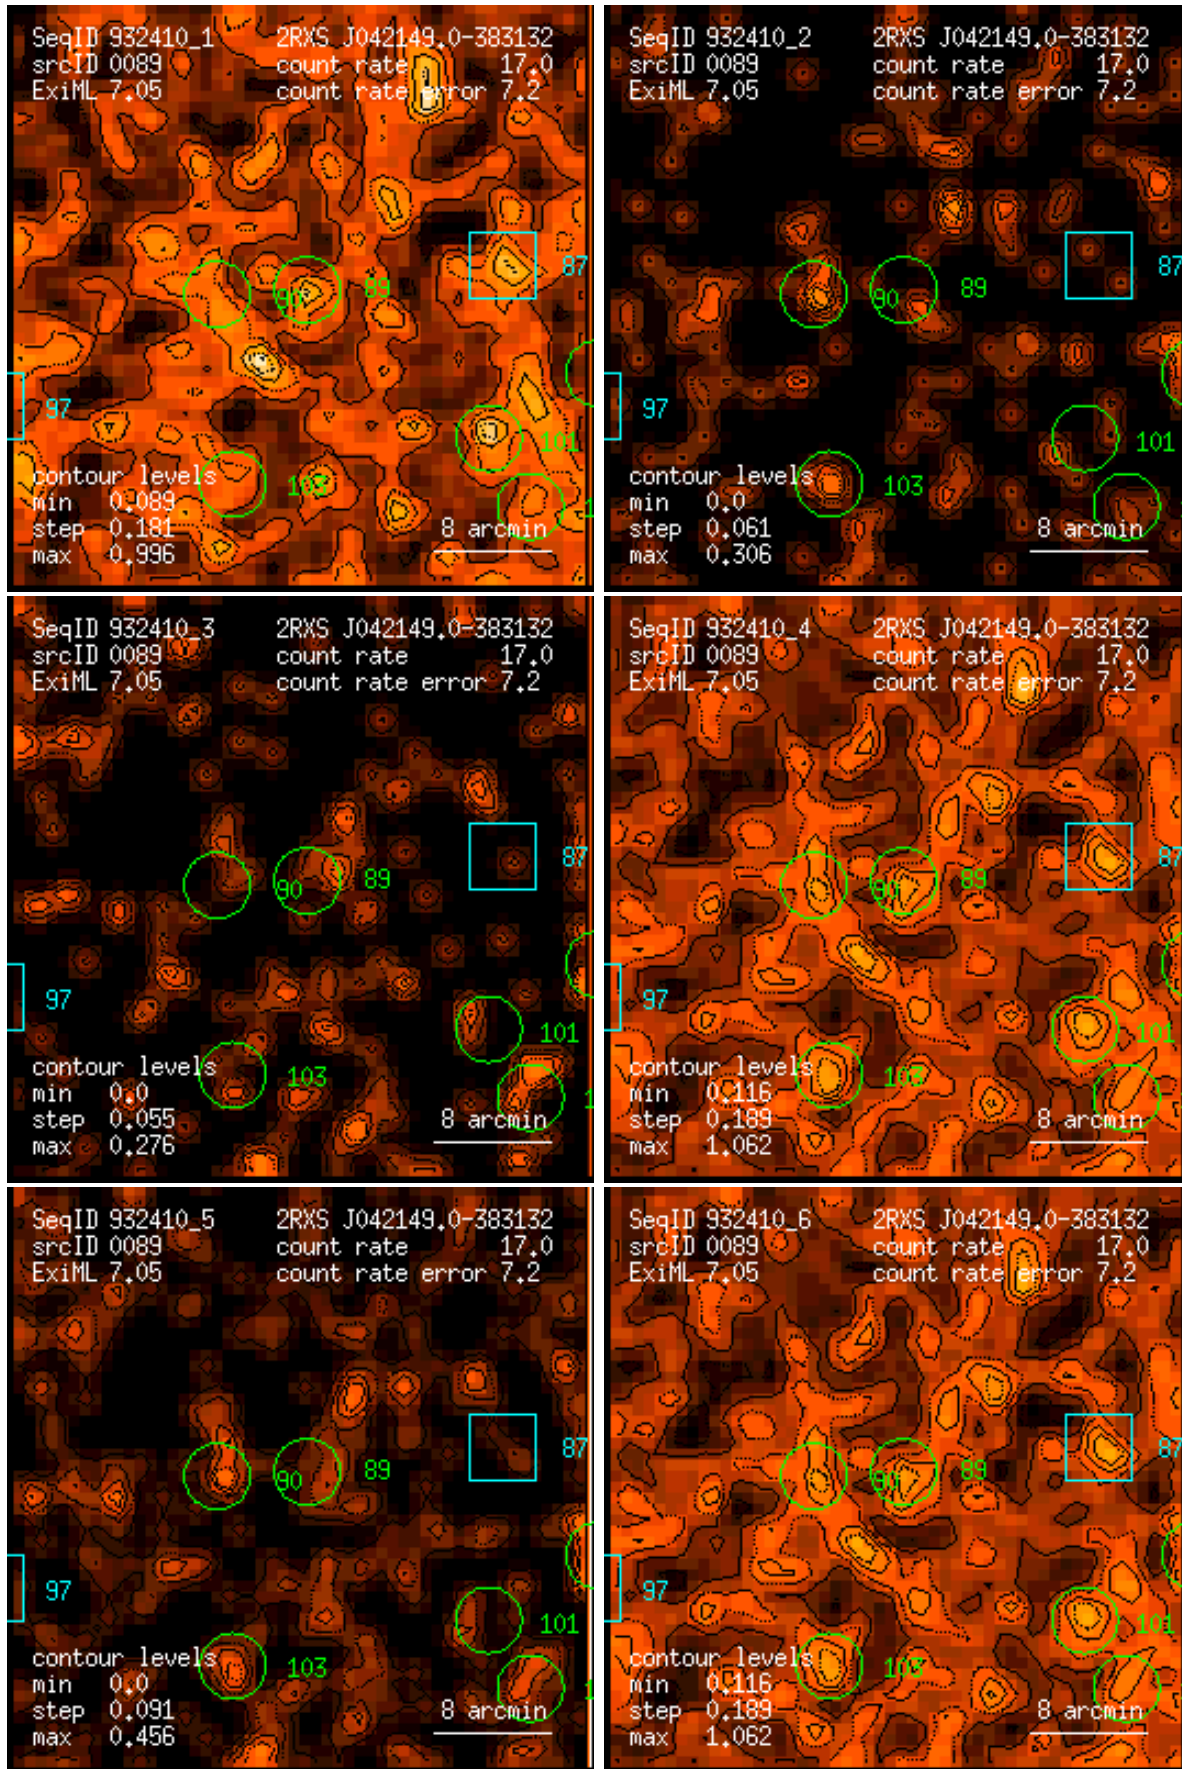 SeqID 932410_1 2RXS J042149.0-383132
srcID 0089 count rate 17.0
ExiML 7.05 count rate error 7.2
87
90 89
97
101
103
contour levels
min 0.089
step 0.181 8 arcmin
max 0.996
SeqID 932410_2 2RXS J042149.0-383132
srcID 0089 count rate 17.0
ExiML 7.05 count rate error 7.2
87
90 89
97
101
contour levels
103
min 0.0
step 0.061 8 arcmin
max 0.306
SeqID 932410_3 2RXS J042149.0-383132
srcID 0089 count rate 17.0
ExiML 7.05 count rate error 7.2
87
90 89
97
101
contour levels
103
min 0.0
1
step 0.055 8 arcmin
max 0.276
SeqID 932410_4 2RXS J042149.0-383132
srcID 0089 count rate 17.0
ExiML 7.05 count rate error 7.2
87
90 89
97
101
contour levels
103
min 0.116
step 0.189 8 arcmin
max 1.062
SeqID 932410_5 2RXS J042149.0-383132
srcID 0089 count rate 17.0
ExiML 7.05 count rate error 7.2
87
90 89
97
101
contour levels
103
min 0.0
1
step 0.091 8 arcmin
max 0.456
SeqID 932410_6 2RXS J042149.0-383132
srcID 0089 count rate 17.0
ExiML 7.05 count rate error 7.2
87
90 89
97
101
contour levels
103
min 0.116
step 0.189 8 arcmin
max 1.062